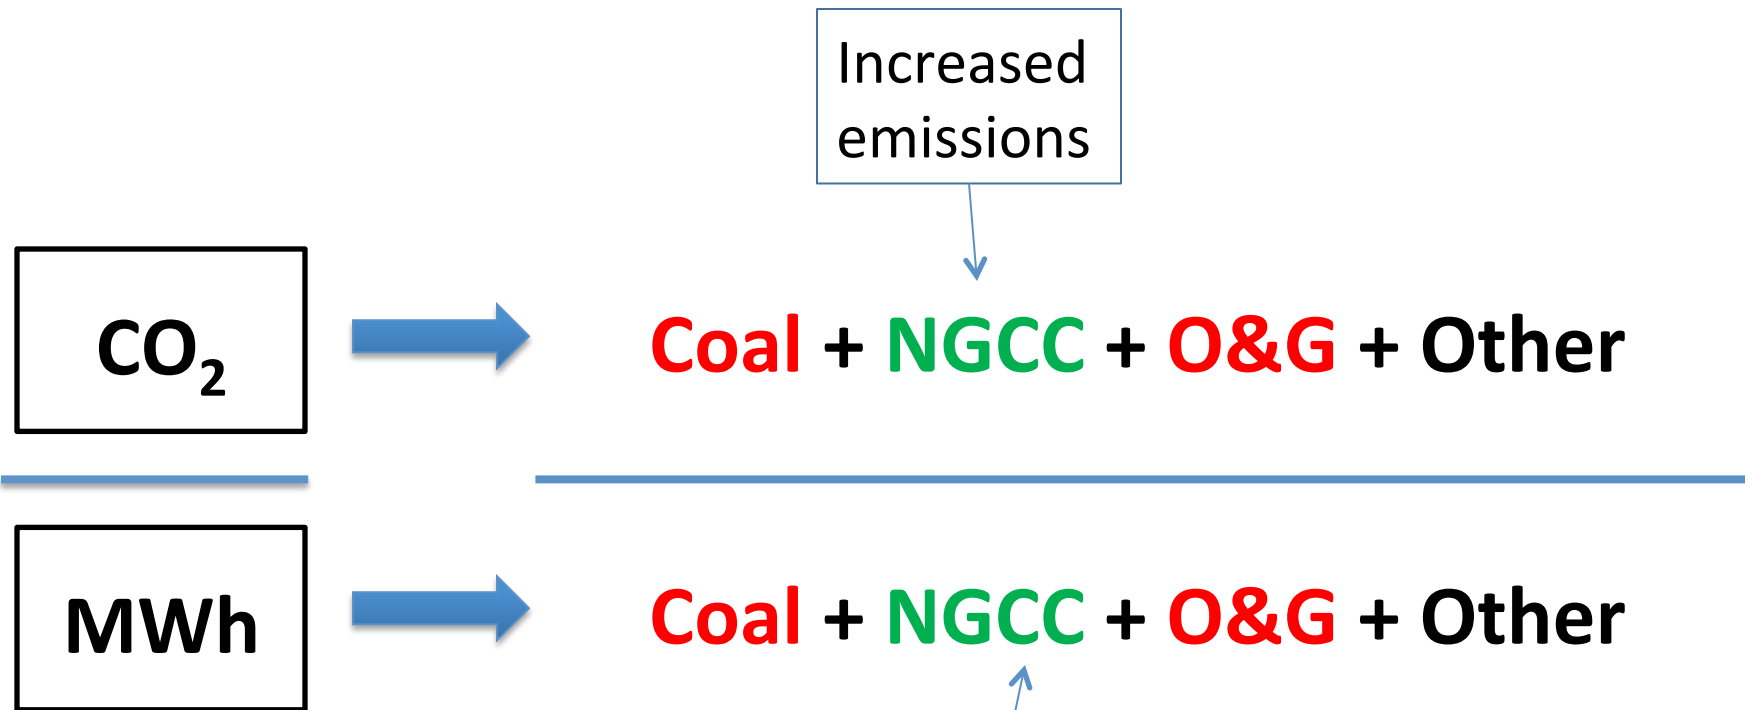 Increased
emissions
CO₂
Coal + NGCC + O&G + Other
MWh
Coal + NGCC + O&G + Other